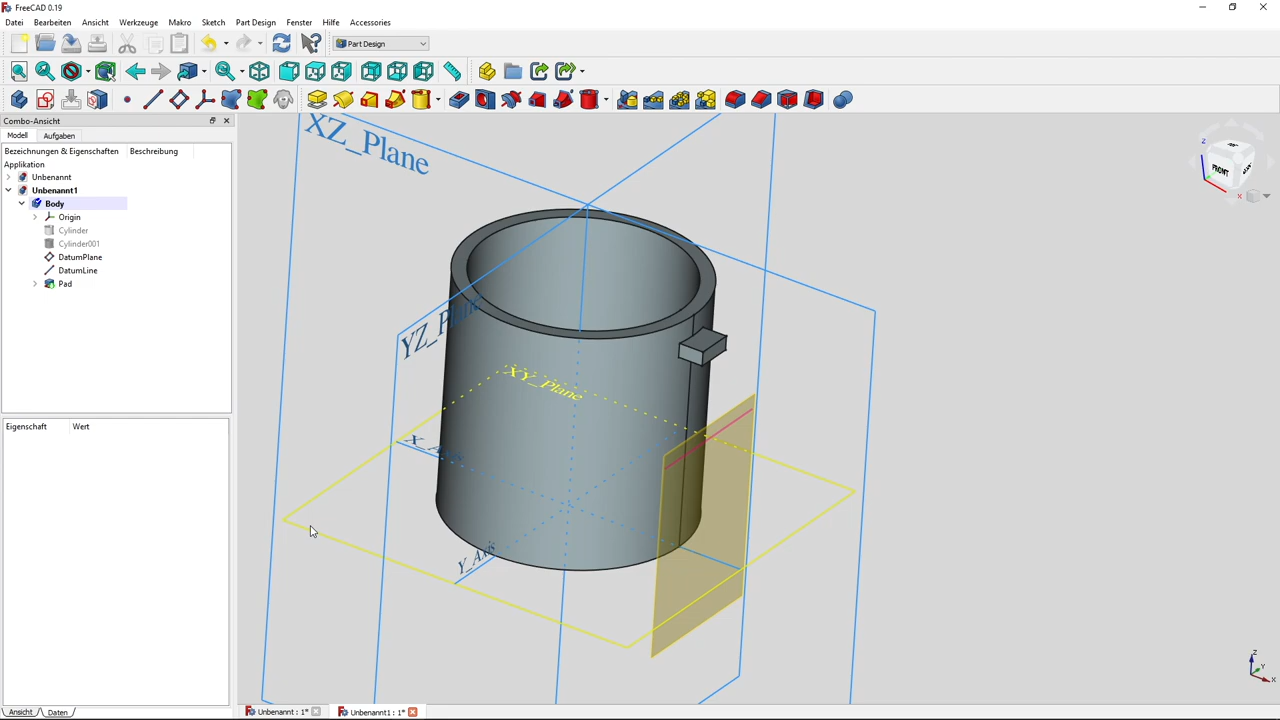 FreeCAD 0.19
Datei Bearbeiten Ansicht Werkzeuge Makro Sketch Part Design Fenster Hilfe Accessories
Part Design
Combo-Ansicht
Modell Aufgaben
Bezeichnungen & Eigenschaften Beschreibung
Applikation
Unbenannt
Unbenannt1
Body
Origin
Cylinder
Cylinder001
DatumPlane
DatumLine
Pad
Eigenschaft Wert
Ansicht Daten
XZ_Plane
YZ_Plane
XY_Plane
X_Axis
Y_Axis
Z
FRONT
X
Z
Y
X
Unbenannt : 1* Unbenannt1 : 1*